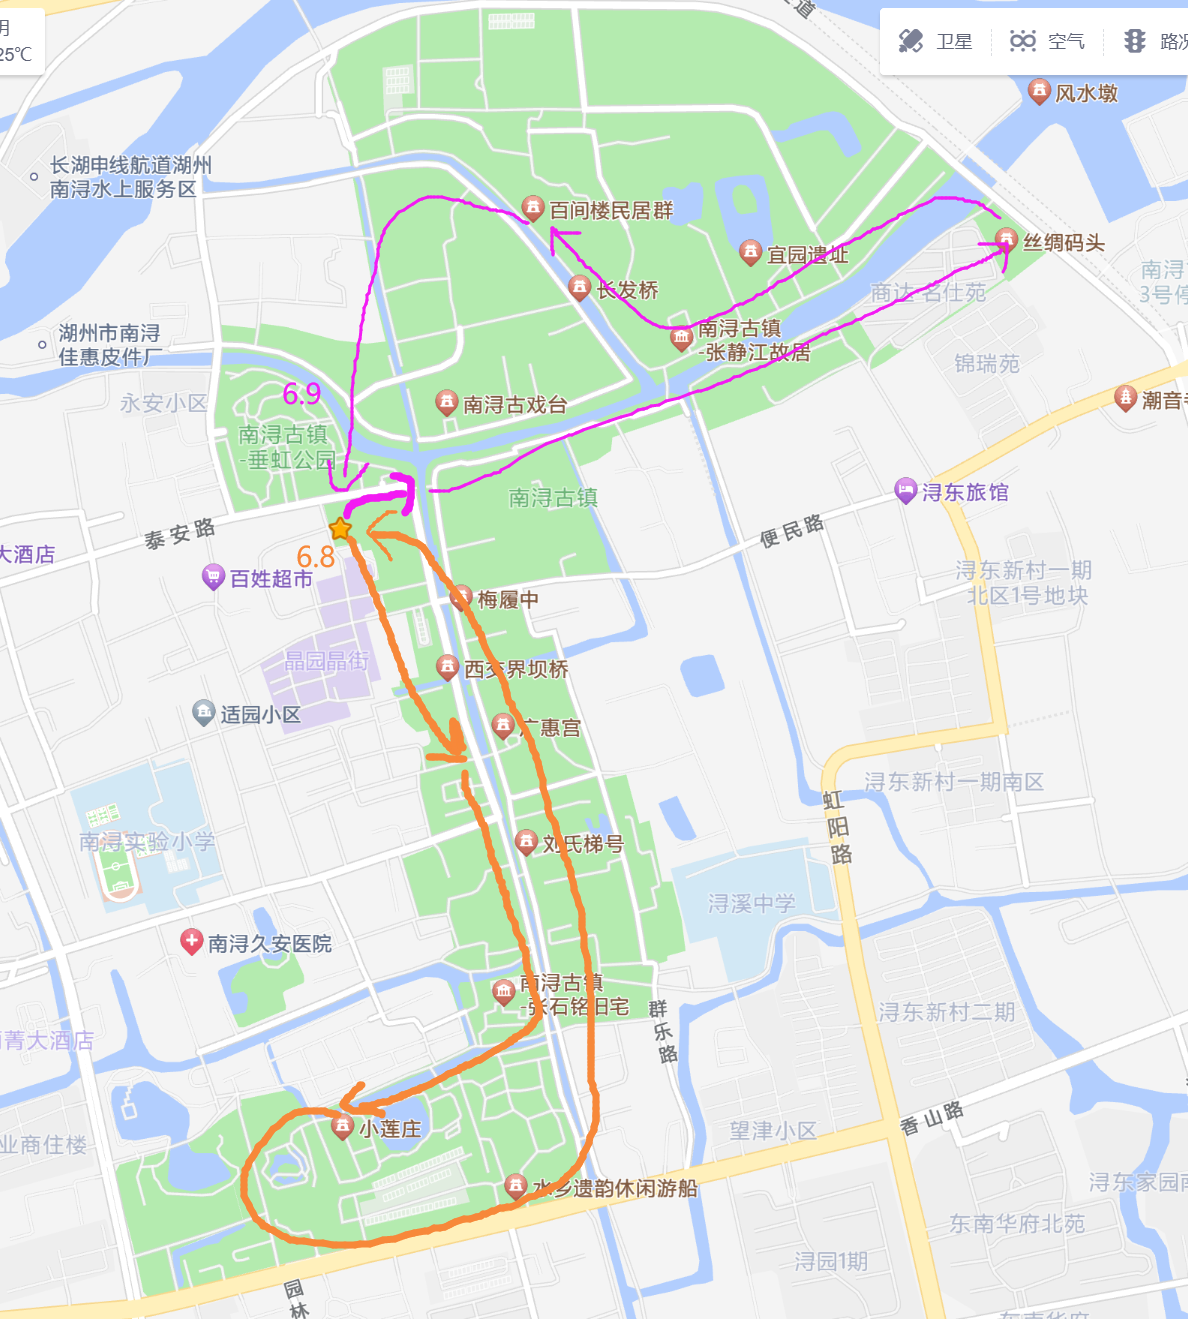 月
25℃
卫星
空气
路况
风水墩
长湖申线航道湖州
南浔水上服务区
百间楼民居群
宜园遗址
丝绸码头
南浔
3号停
长发桥
商达·名仕苑
湖州市南浔
佳惠皮件厂
南浔古镇
-张静江故居
锦瑞苑
永安小区
6.9
南浔古戏台
潮音寺
南浔古镇
-垂虹公园
南浔古镇
浔东旅馆
泰安路
便民路
大酒店
6.8
百姓超市
梅履中
浔东新村一期
北区1号地块
晶园晶街
西交界坝桥
适园小区
广惠宫
浔东新村一期南区
虹阳路
南浔实验小学
刘氏梯号
浔溪中学
南浔久安医院
南浔古镇
-张石铭旧宅
群乐路
浔东新村二期
菁大酒店
香山路
小莲庄
望津小区
业商住楼
水乡遗韵休闲游船
浔东家园南
东南华府北苑
浔园1期
园林
东南华府